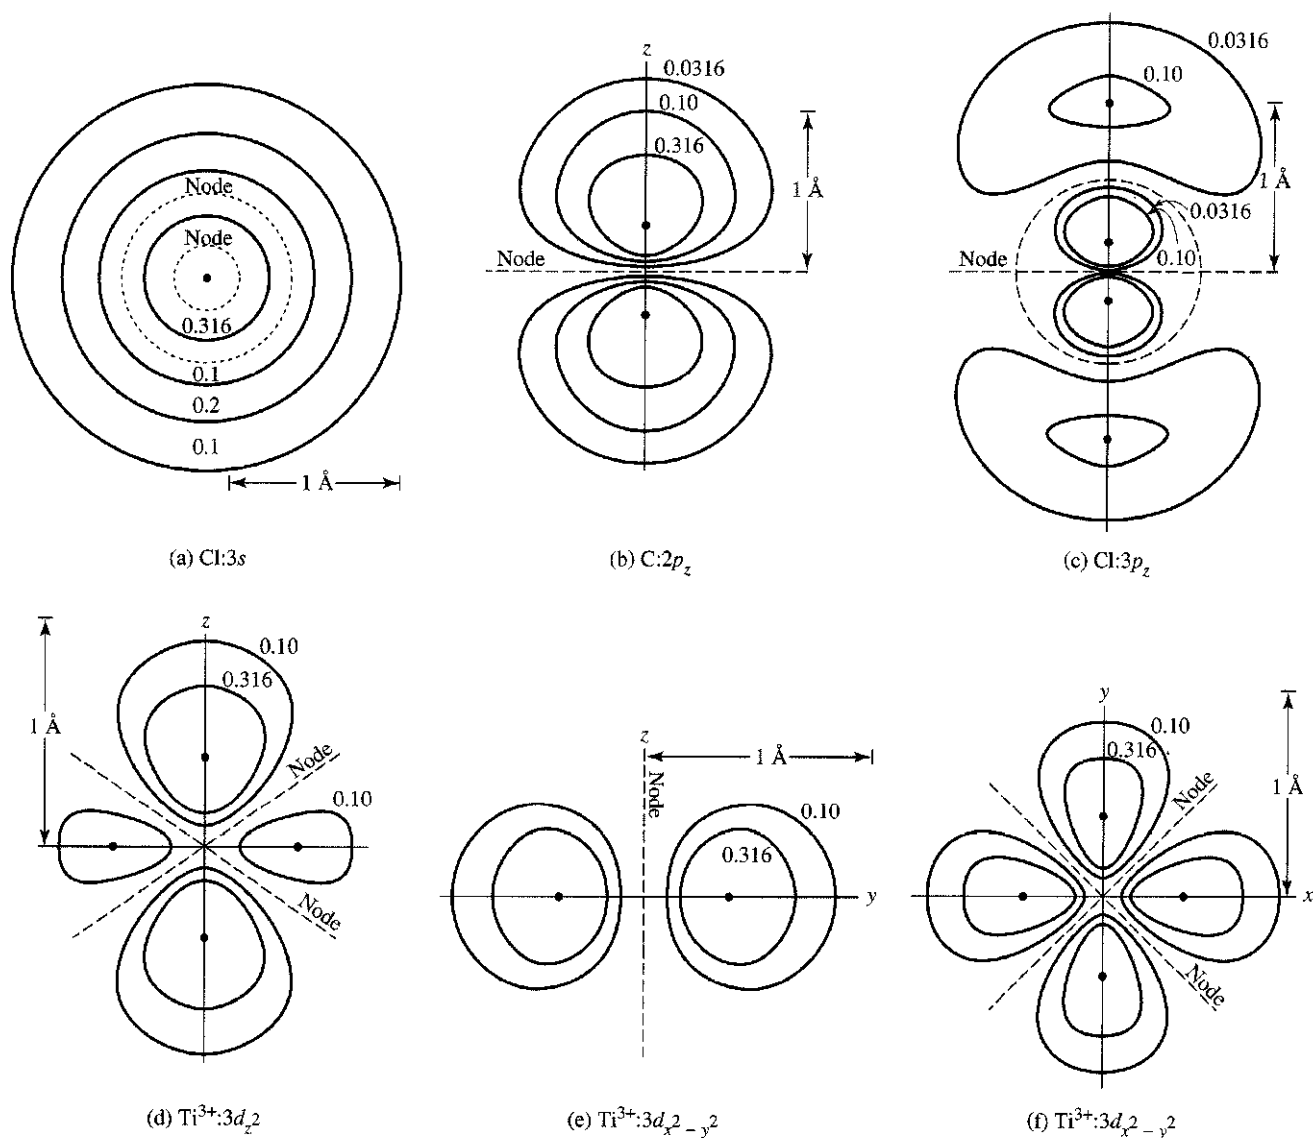 Node
Node
0.316
0.1
0.2
0.1
1 Å
(a) Cl:3s
z
0.0316
0.10
0.316
1 Å
Node
(b) C:2p_z
0.0316
0.10
1 Å
0.0316
0.10
Node
(c) Cl:3p_z
z
0.10
0.316
1 Å
Node
0.10
Node
(d) Ti³⁺:3d_z²
z
1 Å
Node
0.10
0.316
y
(e) Ti³⁺:3d_x² – y²
y
0.10
0.316
1 Å
Node
x
Node
(f) Ti³⁺:3d_x² – y²